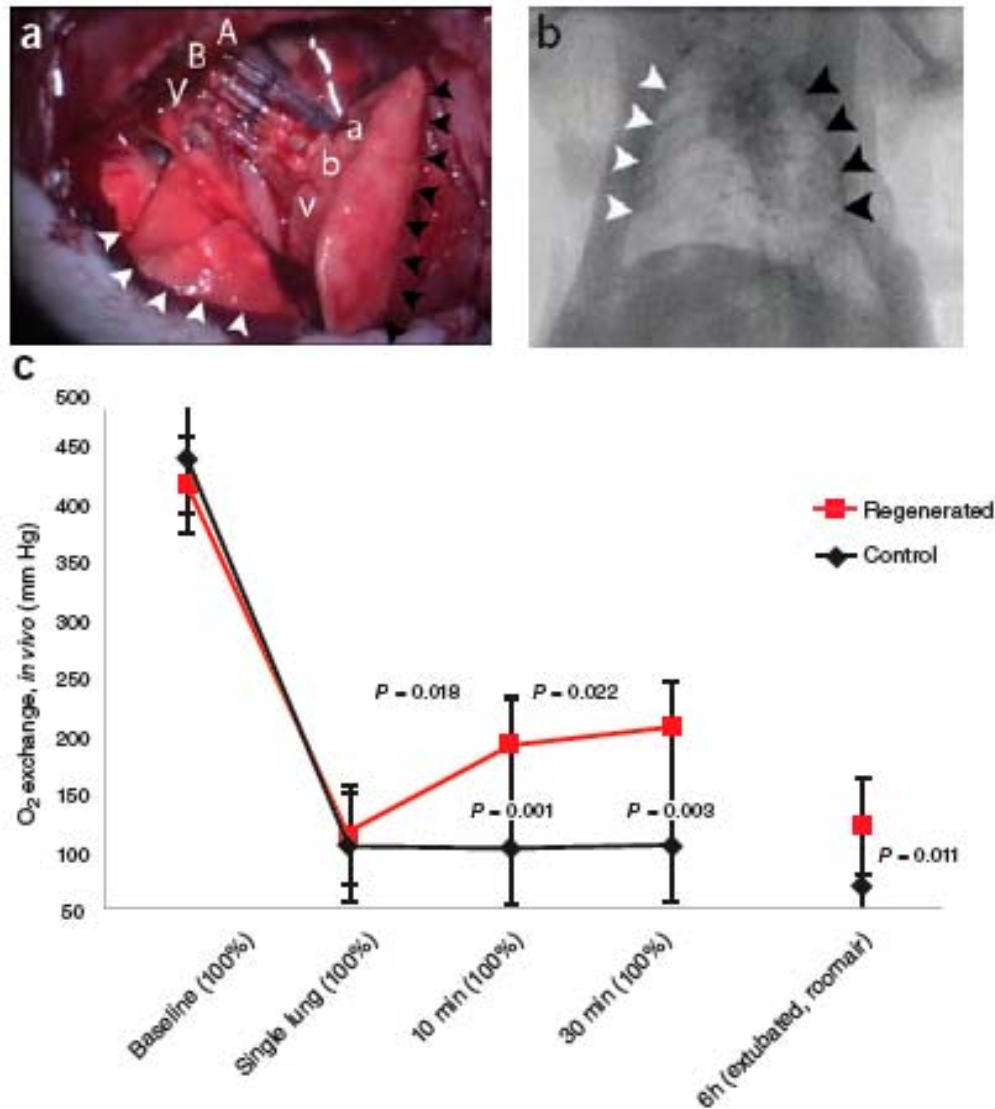 a
A
B
V
a
b
v
b
c
O2 exchange, in vivo (mm Hg)
500
450
400
350
300
250
200
150
100
50
Regenerated
Control
P = 0.018
P = 0.022
P = 0.001
P = 0.003
P = 0.011
Baseline (100%)
Single lung (100%)
10 min (100%)
30 min (100%)
6h (extubated, roomair)